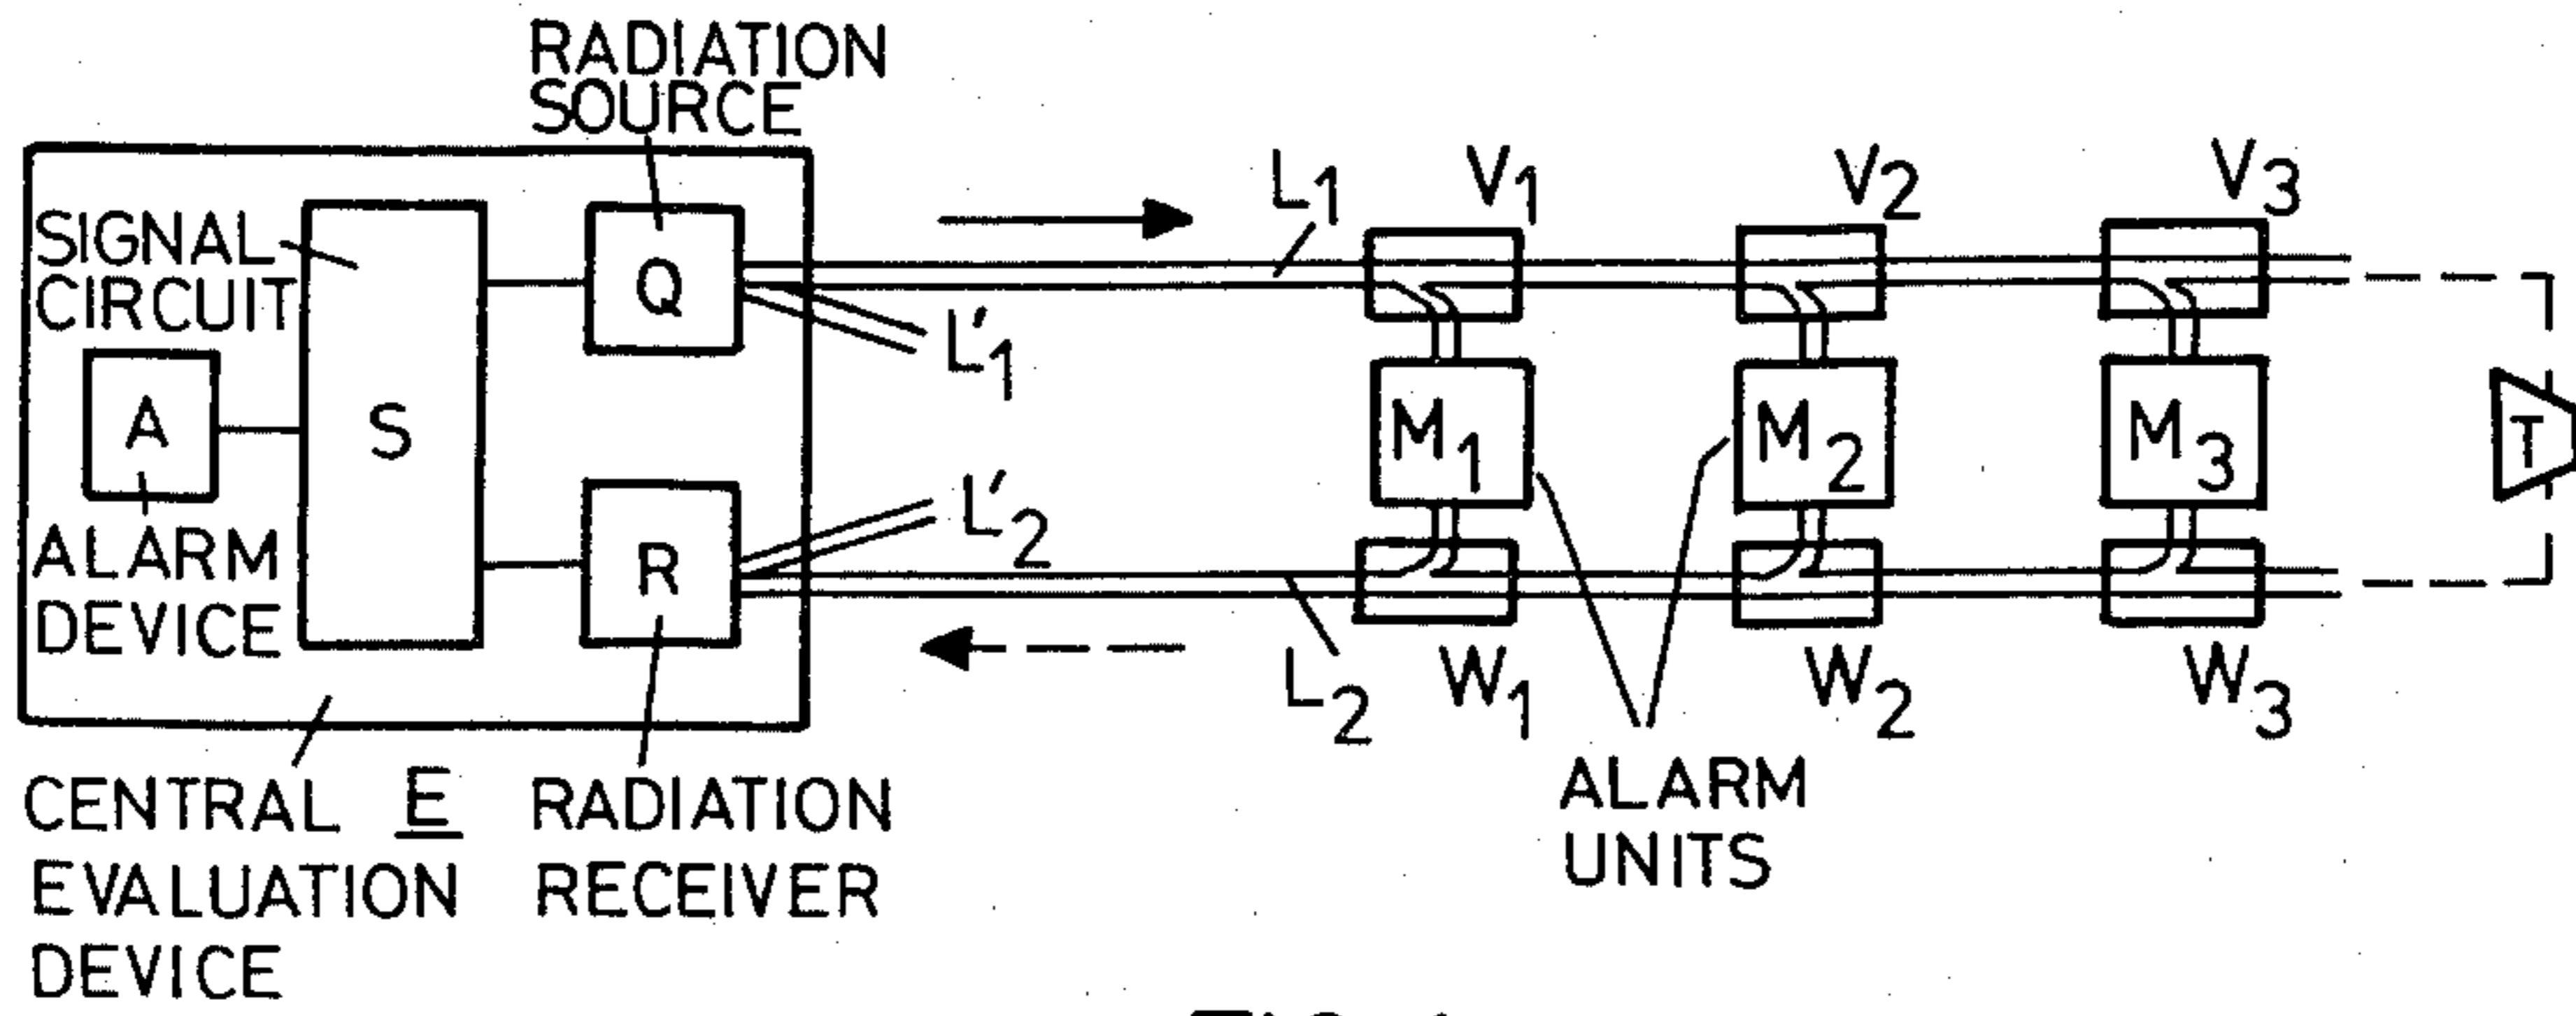 RADIATION
SOURCE
SIGNAL
CIRCUIT
S
Q
A
R
ALARM
DEVICE
L1
L'1
L'2
L2
V1
V2
V3
M1
M2
M3
T
W1
W2
W3
ALARM
UNITS
CENTRAL E
EVALUATION
DEVICE
RADIATION
RECEIVER